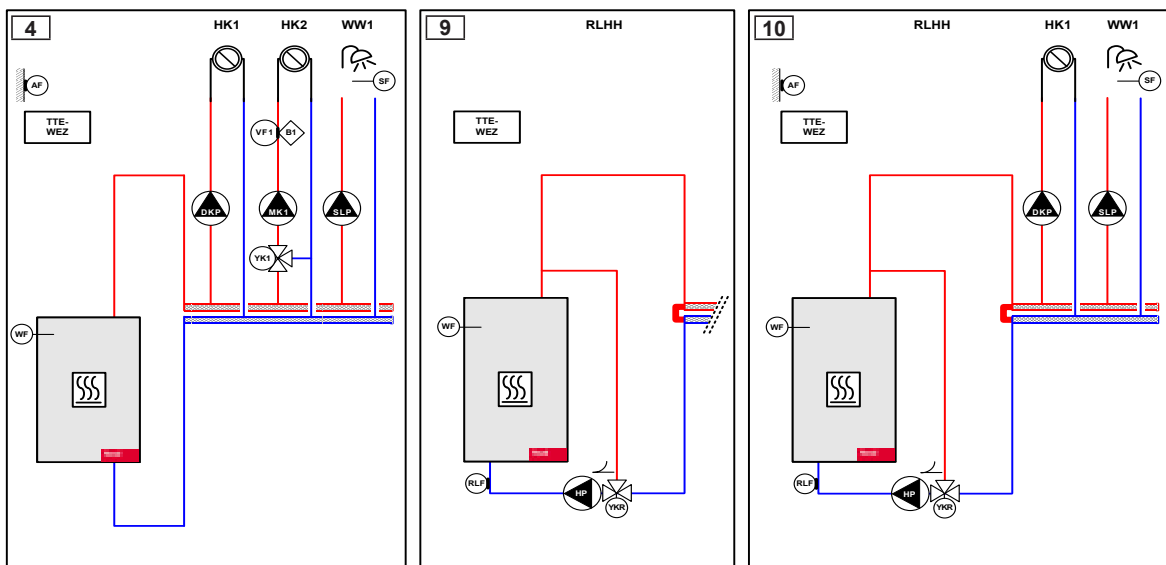 4
HK1
HK2
WW1
AF
SF
TTE-
WEZ
VF1
B1
DKP
MK1
SLP
YK1
WF
9
RLHH
TTE-
WEZ
WF
RLF
HP
YKR
10
RLHH
HK1
WW1
AF
SF
TTE-
WEZ
DKP
SLP
WF
RLF
HP
YKR